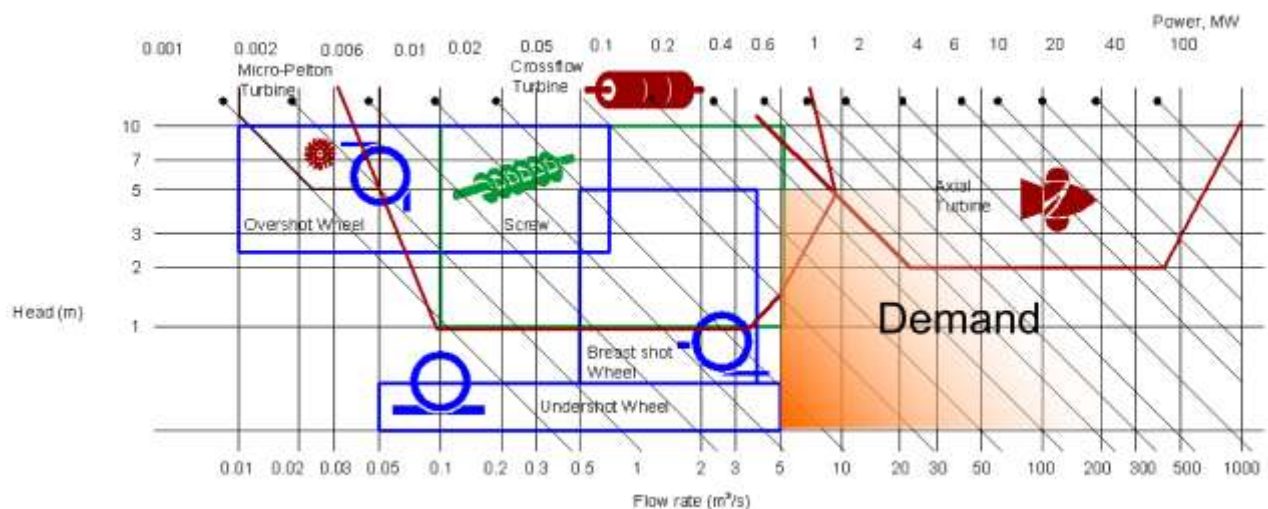 Power, MW
0.001 0.002 0.006 0.01 0.02 0.05 0.1 0.2 0.4 0.6 1 2 4 6 10 20 40 100
Micro-Pelton
Turbine
Crossflow
Turbine
10
7
5
3
2
1
Overshot Wheel
Screw
Axial
Turbine
Head (m)
Demand
Breast shot
Wheel
Undershot Wheel
0.01 0.02 0.03 0.05 0.1 0.2 0.3 0.5 1 2 3 5 10 20 30 50 100 200 300 500 1000
Flow rate (m³/s)